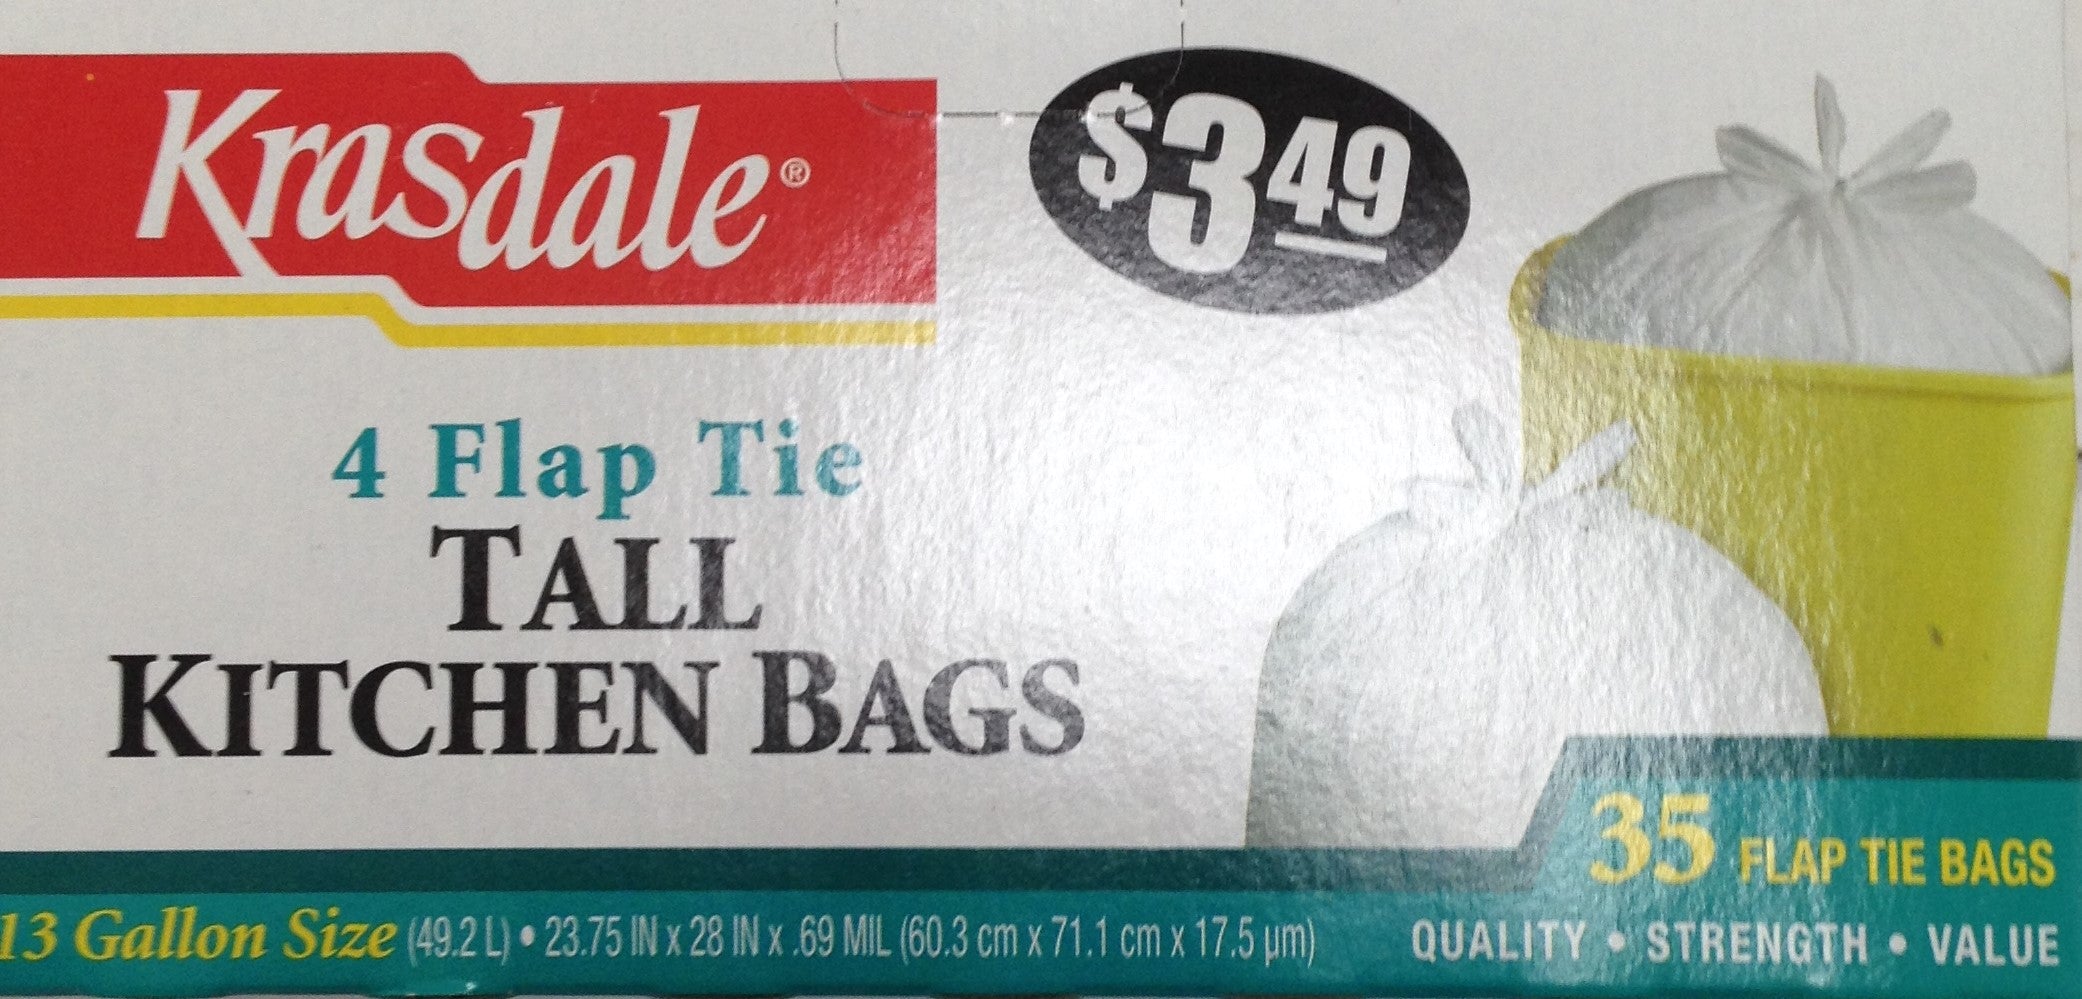 Krasdale®
$3.49
4 Flap Tie
TALL
KITCHEN BAGS
35 FLAP TIE BAGS
13 Gallon Size (49.2 L) • 23.75 IN x 28 IN x .69 MIL (60.3 cm x 71.1 cm x 17.5 µm)
QUALITY • STRENGTH • VALUE